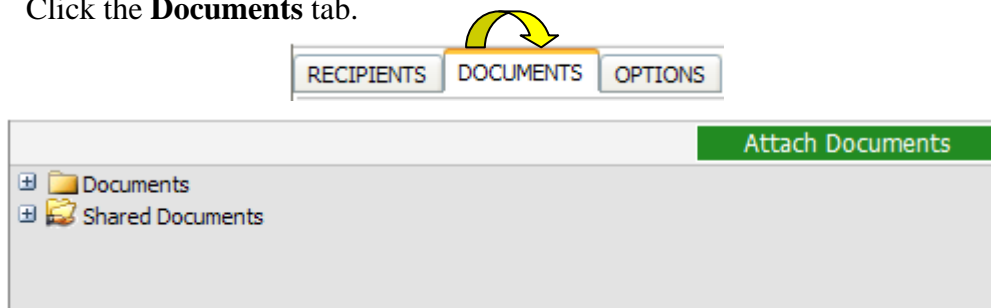 Click the Documents tab.
RECIPIENTS DOCUMENTS OPTIONS
Attach Documents
Documents
Shared Documents